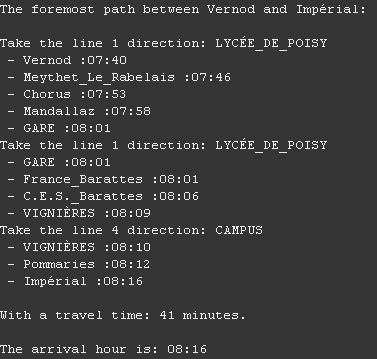 The foremost path between Vernod and Impérial:
Take the line 1 direction: LYCÉE_DE_POISY
- Vernod :07:40
- Meythet_Le_Rabelais :07:46
- Chorus :07:53
- Mandallaz :07:58
- GARE :08:01
Take the line 1 direction: LYCÉE_DE_POISY
- GARE :08:01
- France_Barattes :08:01
- C.E.S._Barattes :08:06
- VIGNIÈRES :08:09
Take the line 4 direction: CAMPUS
- VIGNIÈRES :08:10
- Pommaries :08:12
- Impérial :08:16
With a travel time: 41 minutes.
The arrival hour is: 08:16